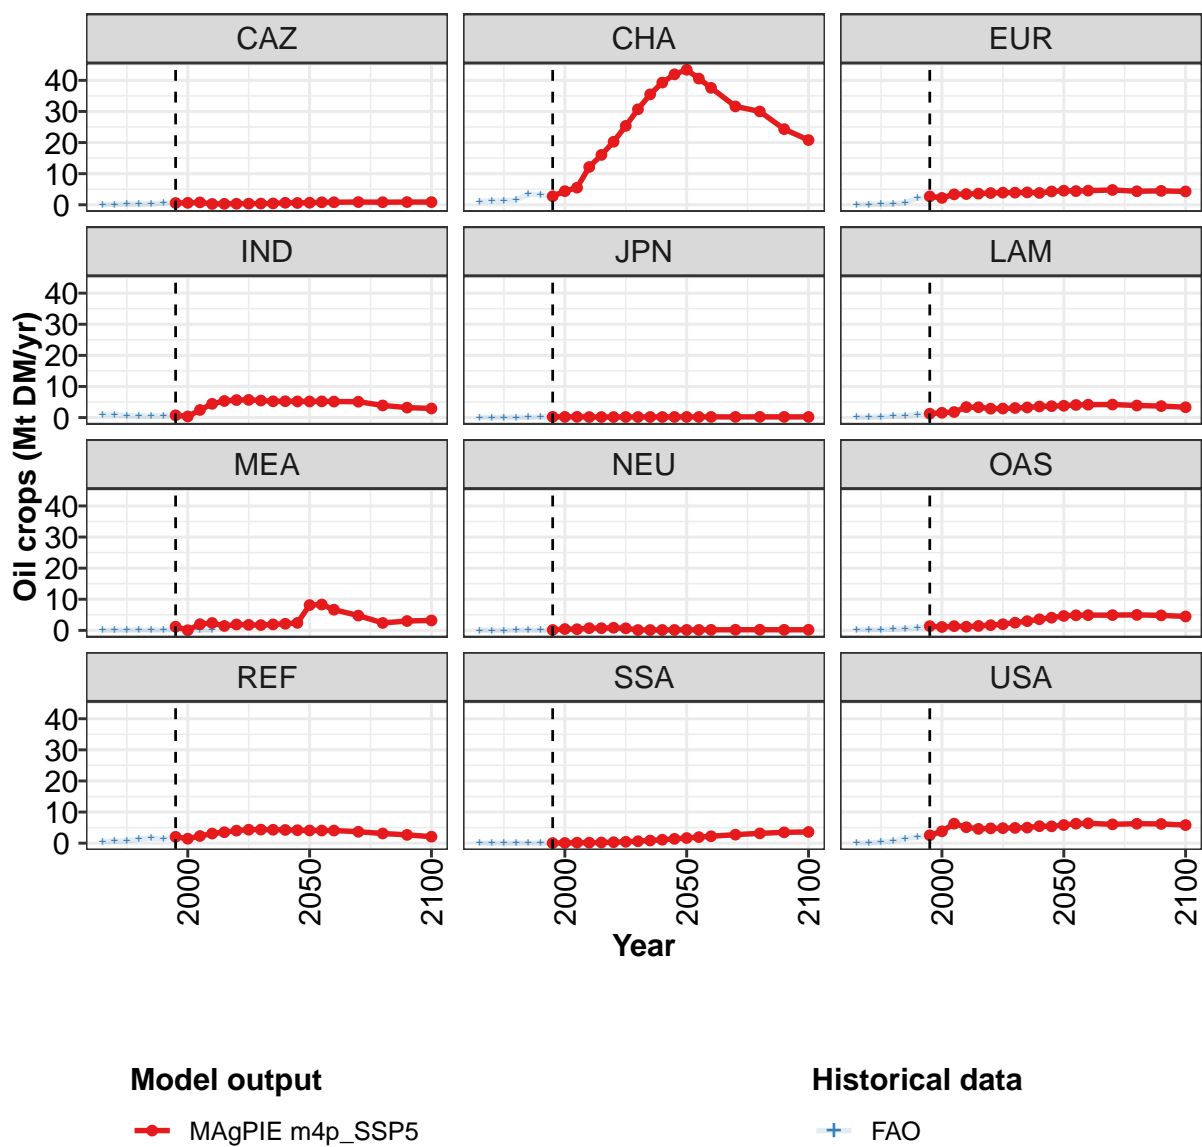 CAZ CHA EUR
40
30
20
10
0
IND JPN LAM
40
30
20
10
0
MEA NEU OAS
40
30
20
10
0
REF SSA USA
40
30
20
10
0
Oil crops (Mt DM/yr)
2000 2050 2100 2000 2050 2100 2000 2050 2100
Year
Model output Historical data
MAgPIE m4p_SSP5 FAO